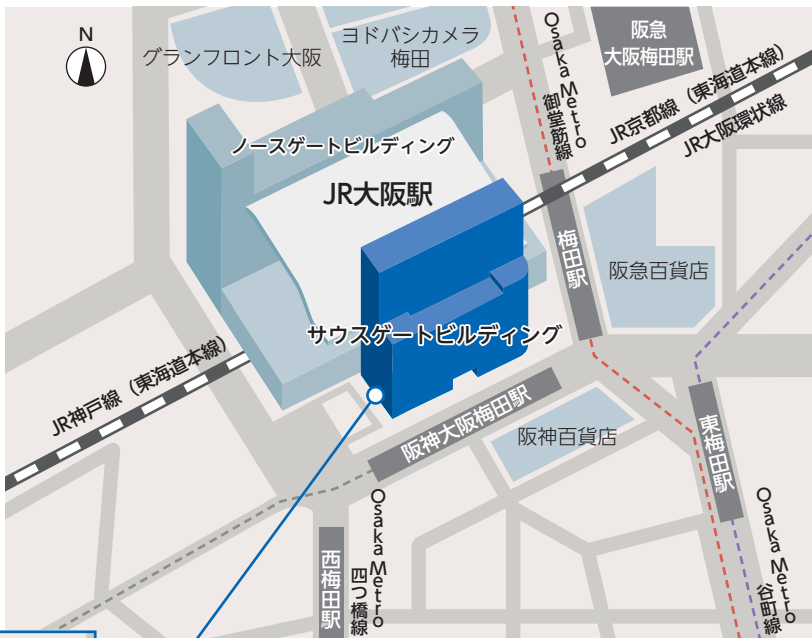 N
グランフロント大阪
ヨドバシカメラ
梅田
Osaka Metro
御堂筋線
阪急
大阪梅田駅
JR京都線（東海道本線）
JR大阪環状線
ノースゲートビルディング
JR大阪駅
梅田駅
阪急百貨店
サウスゲートビルディング
JR神戸線（東海道本線）
阪神大阪梅田駅
阪神百貨店
東梅田駅
Osaka Metro
四つ橋線
西梅田駅
Osaka Metro
谷町線